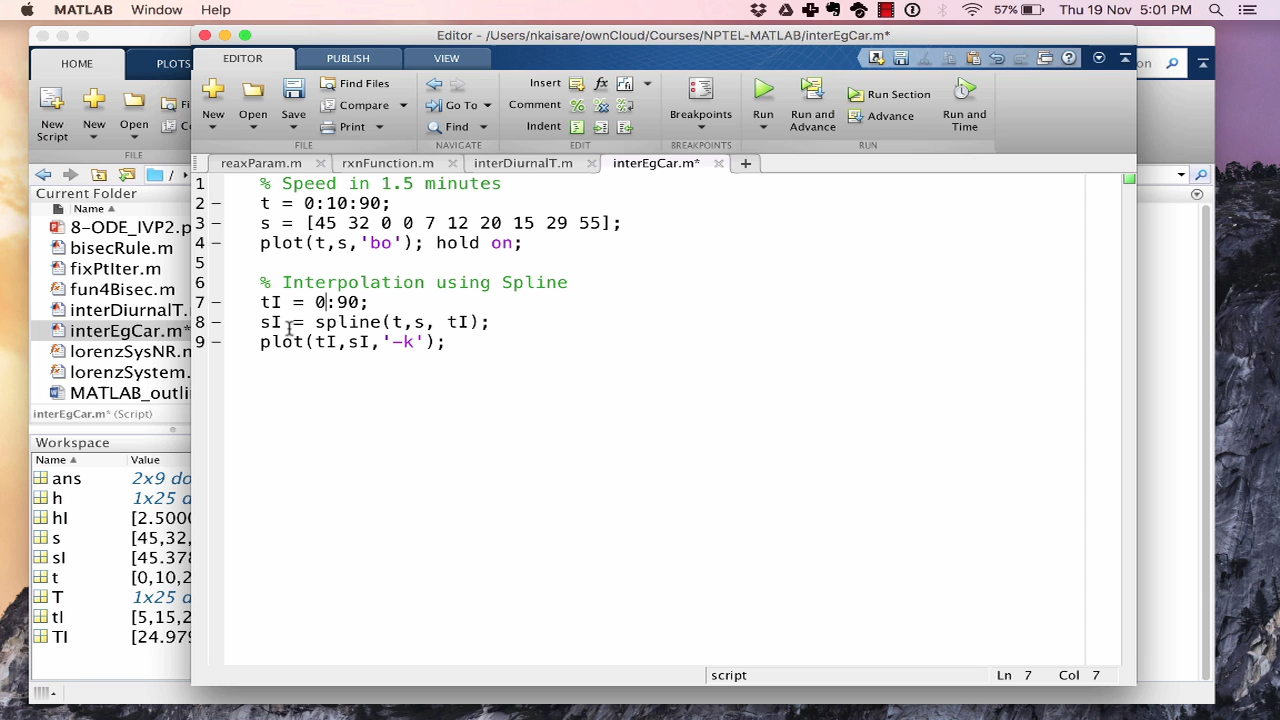 MATLAB Window Help 57% Thu 19 Nov 5:01 PM
Editor - /Users/nkaisare/ownCloud/Courses/NPTEL-MATLAB/interEgCar.m*
HOME PLOTS
EDITOR PUBLISH VIEW
New Script New Open
FILE
New Open Save
Find Files
Compare
Print
FILE
Go To
Find
NAVIGATE
Insert fx
Comment
Indent
EDIT
Breakpoints
BREAKPOINTS
Run Run and Advance
Run Section
Advance
Run and Time
RUN
reaxParam.m rxnFunction.m interDiurnalT.m interEgCar.m* +
1 % Speed in 1.5 minutes
2 – t = 0:10:90;
3 – s = [45 32 0 0 7 12 20 15 29 55];
4 – plot(t,s,'bo'); hold on;
5
6 % Interpolation using Spline
7 – tI = 0:90;
8 – sI = spline(t,s, tI);
9 – plot(tI,sI,'-k');
Current Folder
Name
8-ODE_IVP2.p
bisecRule.m
fixPtIter.m
fun4Bisec.m
interDiurnalT.
interEgCar.m*
lorenzSysNR.
lorenzSystem.
MATLAB_outlin
interEgCar.m* (Script)
Workspace
Name Value
ans 2x9 do
h 1x25 d
hI [2.5000
s [45,32,
sI [45.378
t [0,10,2
T 1x25 d
tI [5,15,2
TI [24.979
script Ln 7 Col 7